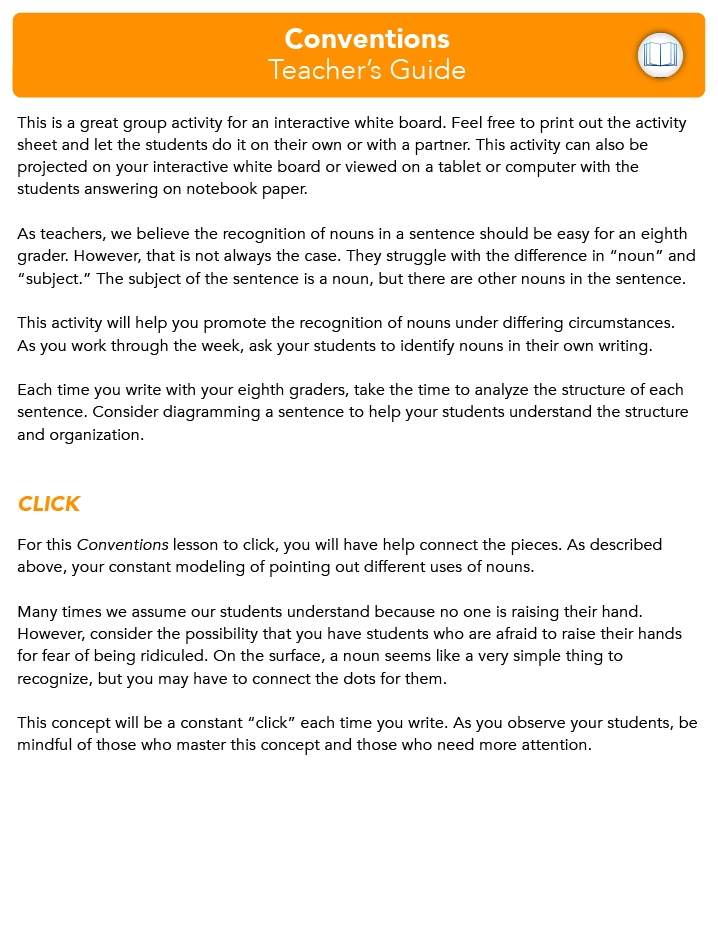 Conventions
Teacher’s Guide
This is a great group activity for an interactive white board. Feel free to print out the activity
sheet and let the students do it on their own or with a partner. This activity can also be
projected on your interactive white board or viewed on a tablet or computer with the
students answering on notebook paper.
As teachers, we believe the recognition of nouns in a sentence should be easy for an eighth
grader. However, that is not always the case. They struggle with the difference in “noun” and
“subject.” The subject of the sentence is a noun, but there are other nouns in the sentence.
This activity will help you promote the recognition of nouns under differing circumstances.
As you work through the week, ask your students to identify nouns in their own writing.
Each time you write with your eighth graders, take the time to analyze the structure of each
sentence. Consider diagramming a sentence to help your students understand the structure
and organization.
CLICK
For this Conventions lesson to click, you will have help connect the pieces. As described
above, your constant modeling of pointing out different uses of nouns.
Many times we assume our students understand because no one is raising their hand.
However, consider the possibility that you have students who are afraid to raise their hands
for fear of being ridiculed. On the surface, a noun seems like a very simple thing to
recognize, but you may have to connect the dots for them.
This concept will be a constant “click” each time you write. As you observe your students, be
mindful of those who master this concept and those who need more attention.